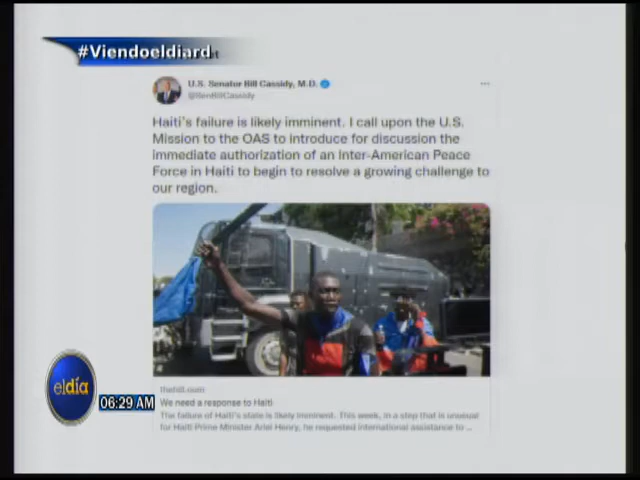 #Viendoeldiard
U.S. Senator Bill Cassidy, M.D.
@SenBillCassidy
Haiti's failure is likely imminent. I call upon the U.S.
Mission to the OAS to introduce for discussion the
immediate authorization of an Inter-American Peace
Force in Haiti to begin to resolve a growing challenge to
our region.
thehill.com
We need a response to Haiti
The failure of Haiti's state is likely imminent. This week, in a step that is unusual
for Haiti Prime Minister Ariel Henry, he requested international assistance to ...
el día
06:29 AM